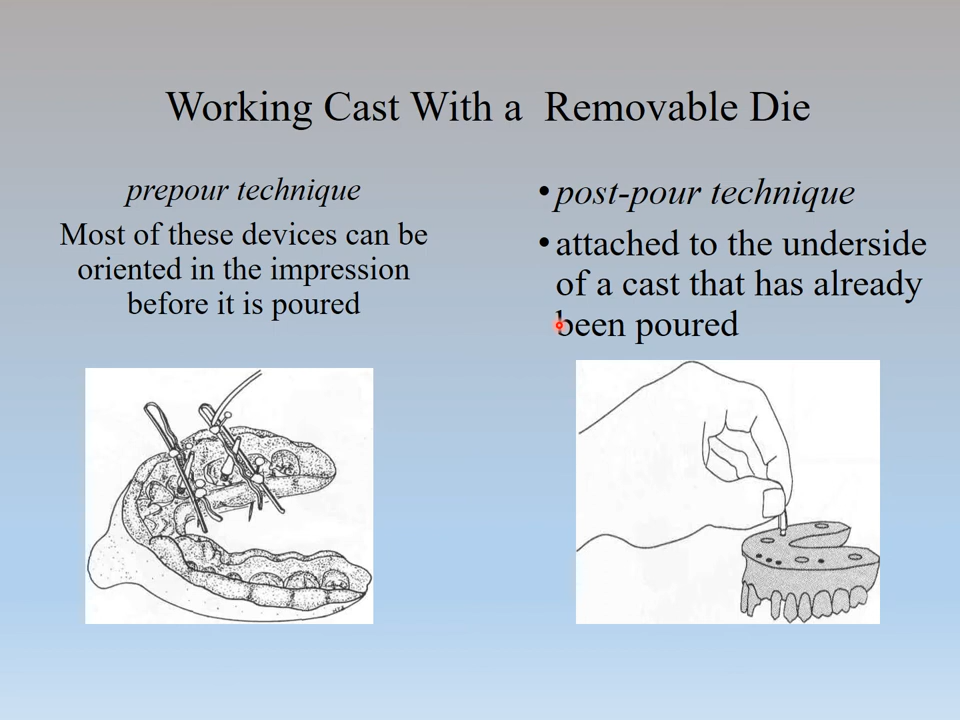 Working Cast With a Removable Die
prepour technique
Most of these devices can be
oriented in the impression
before it is poured
• post-pour technique
• attached to the underside
of a cast that has already
been poured